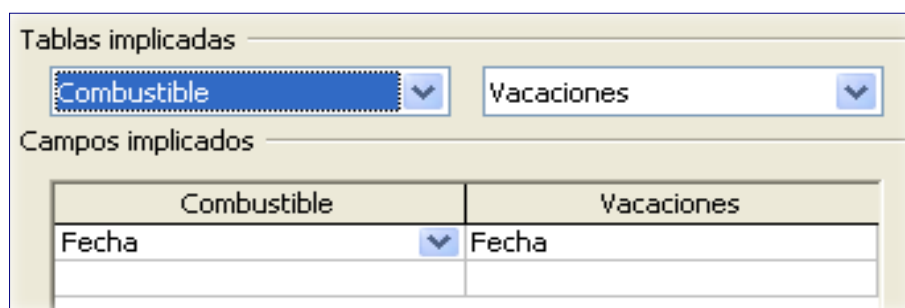 Tablas implicadas
Combustible Vacaciones
Campos implicados
Combustible Vacaciones
Fecha Fecha